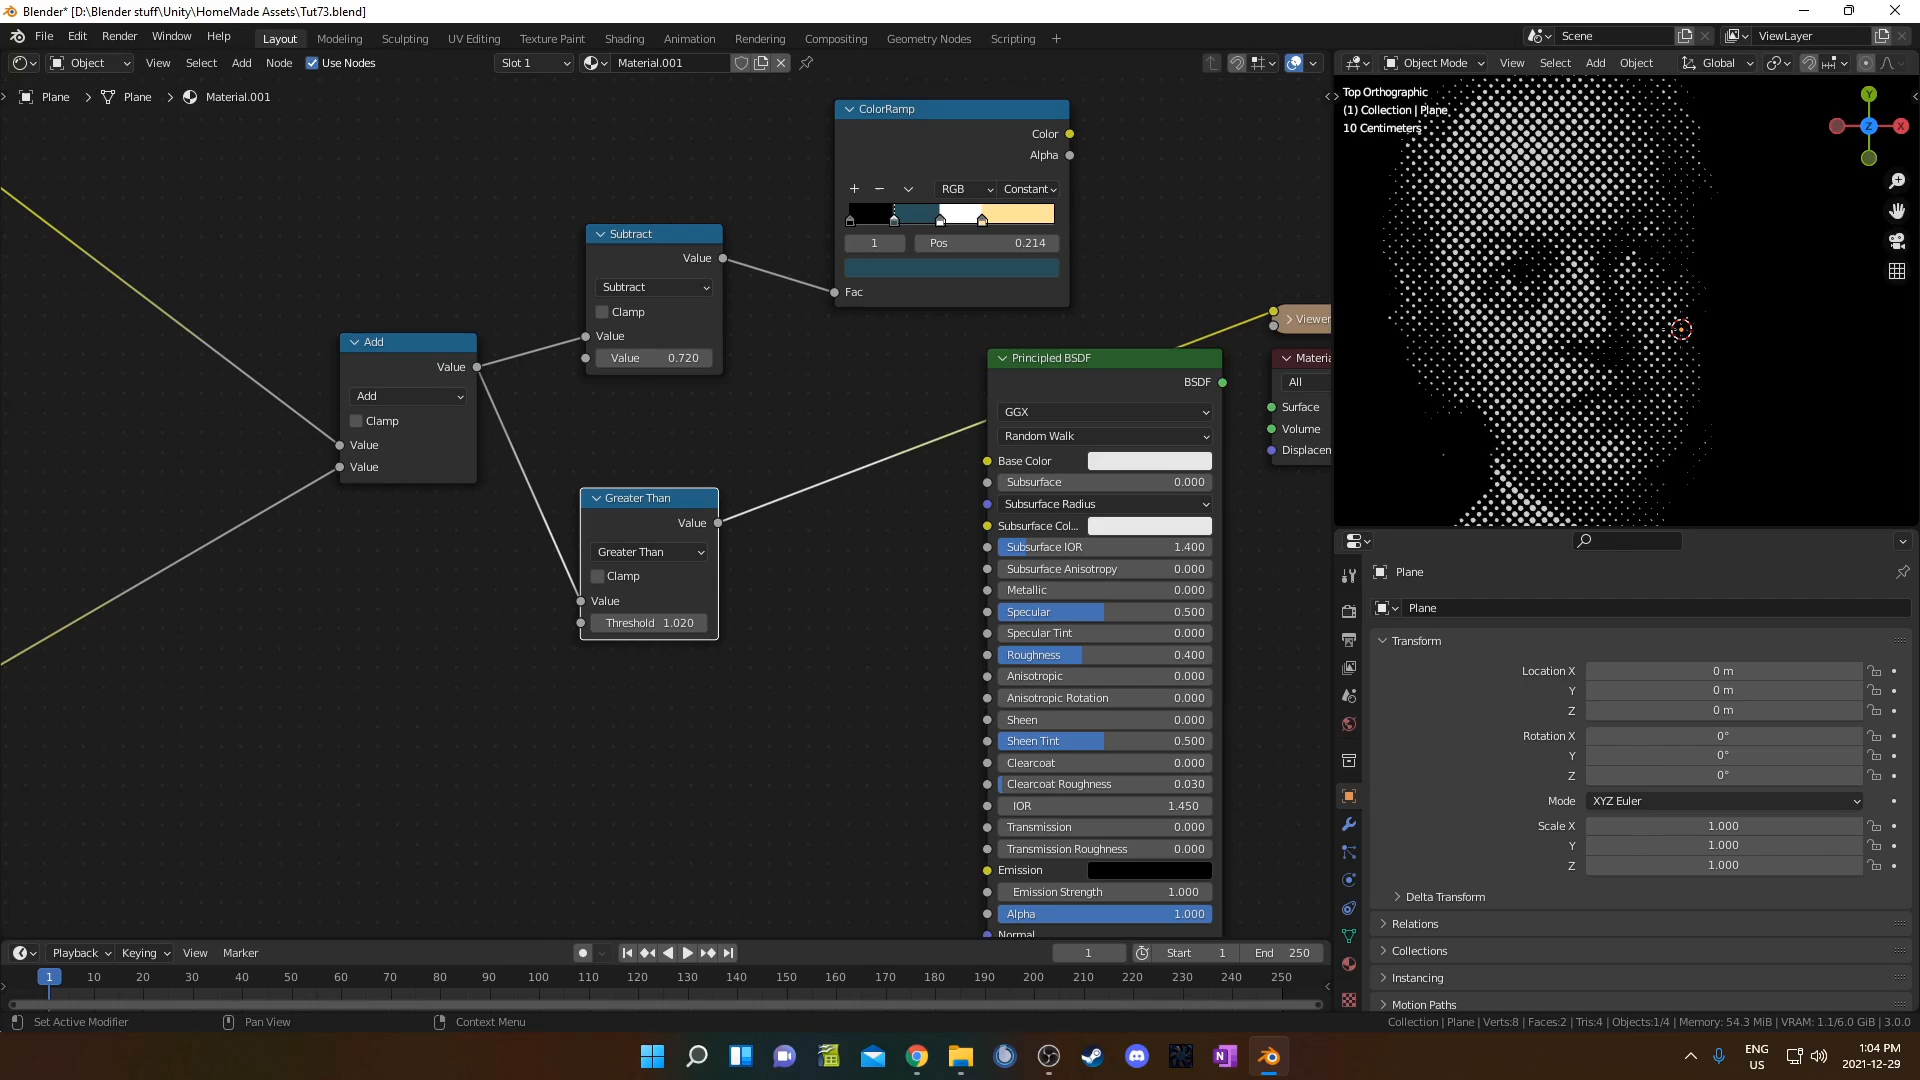 Blender* [D:\Blender stuff\Unity\HomeMade Assets\Tut73.blend]
File Edit Render Window Help Layout Modeling Sculpting UV Editing Texture Paint Shading Animation Rendering Compositing Geometry Nodes Scripting + Scene ViewLayer
Object View Select Add Node Use Nodes Slot 1 Material.001 Object Mode View Select Add Object Global
Plane > Plane > Material.001
Top Orthographic
(1) Collection | Plane
10 Centimeters
Y
X
Z
ColorRamp
Color
Alpha
RGB Constant
1 Pos 0.214
Fac
Subtract
Value
Subtract
Clamp
Value
Value 0.720
Add
Value
Add
Clamp
Value
Value
Greater Than
Value
Greater Than
Clamp
Value
Threshold 1.020
Viewer
Principled BSDF
BSDF
GGX
Random Walk
Base Color
Subsurface 0.000
Subsurface Radius
Subsurface Col...
Subsurface IOR 1.400
Subsurface Anisotropy 0.000
Metallic 0.000
Specular 0.500
Specular Tint 0.000
Roughness 0.400
Anisotropic 0.000
Anisotropic Rotation 0.000
Sheen 0.000
Sheen Tint 0.500
Clearcoat 0.000
Clearcoat Roughness 0.030
IOR 1.450
Transmission 0.000
Transmission Roughness 0.000
Emission
Emission Strength 1.000
Alpha 1.000
Normal
Materia
All
Surface
Volume
Displacen
Plane
Plane
Transform
Location X 0 m
Y 0 m
Z 0 m
Rotation X 0°
Y 0°
Z 0°
Mode XYZ Euler
Scale X 1.000
Y 1.000
Z 1.000
Delta Transform
Relations
Collections
Instancing
Motion Paths
Playback Keying View Marker 1 Start 1 End 250
1 10 20 30 40 50 60 70 80 90 100 110 120 130 140 150 160 170 180 190 200 210 220 230 240 250
Set Active Modifier Pan View Context Menu Collection | Plane | Verts:8 | Faces:2 | Tris:4 | Objects:1/4 | Memory: 54.3 MiB | VRAM: 1.1/6.0 GiB | 3.0.0
ENG
US
1:04 PM
2021-12-29